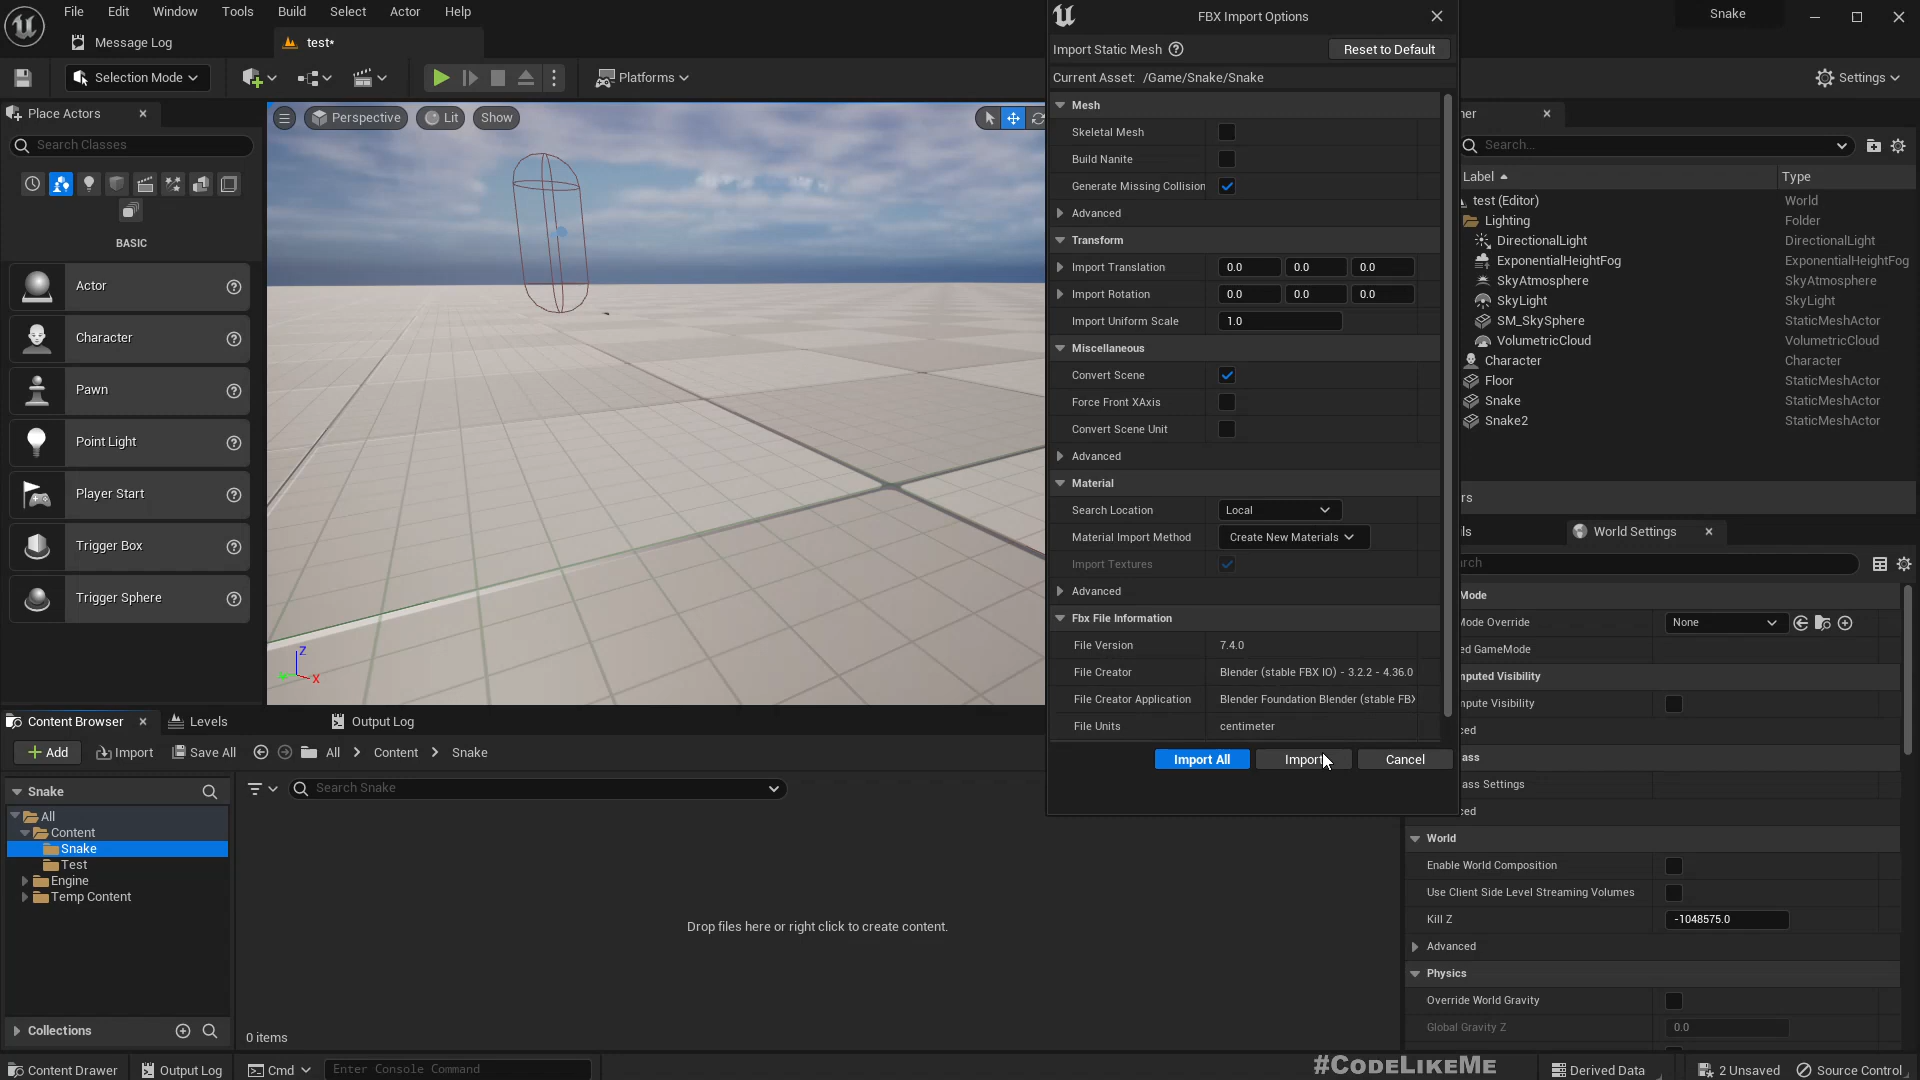 File Edit Window Tools Build Select Actor Help
Message Log
test*
Selection Mode
Platforms
Settings
Snake
Place Actors
Search Classes
BASIC
Actor
Character
Pawn
Point Light
Player Start
Trigger Box
Trigger Sphere
Perspective
Lit
Show
Z
X
FBX Import Options
Import Static Mesh
Reset to Default
Current Asset: /Game/Snake/Snake
Mesh
Skeletal Mesh
Build Nanite
Generate Missing Collision
Advanced
Transform
Import Translation 0.0 0.0 0.0
Import Rotation 0.0 0.0 0.0
Import Uniform Scale 1.0
Miscellaneous
Convert Scene
Force Front XAxis
Convert Scene Unit
Advanced
Material
Search Location Local
Material Import Method Create New Materials
Import Textures
Advanced
Fbx File Information
File Version 7.4.0
File Creator Blender (stable FBX IO) - 3.2.2 - 4.36.0
File Creator Application Blender Foundation Blender (stable FBX
File Units centimeter
Import All
Import
Cancel
ner
Search...
Label Type
test (Editor) World
Lighting Folder
DirectionalLight DirectionalLight
ExponentialHeightFog ExponentialHeightFog
SkyAtmosphere SkyAtmosphere
SkyLight SkyLight
SM_SkySphere StaticMeshActor
VolumetricCloud VolumetricCloud
Character Character
Floor StaticMeshActor
Snake StaticMeshActor
Snake2 StaticMeshActor
rs
ls
World Settings
rch
Mode
Mode Override None
ed GameMode
mputed Visibility
mpute Visibility
ced
ass
ass Settings
ced
World
Enable World Composition
Use Client Side Level Streaming Volumes
Kill Z -1048575.0
Advanced
Physics
Override World Gravity
Global Gravity Z 0.0
Content Browser
Levels
Output Log
Add
Import
Save All
All
Content
Snake
Snake
All
Content
Snake
Test
Engine
Temp Content
Search Snake
Drop files here or right click to create content.
Collections
0 items
Content Drawer
Output Log
Cmd
Enter Console Command
#CodeLikeMe
Derived Data
2 Unsaved
Source Control